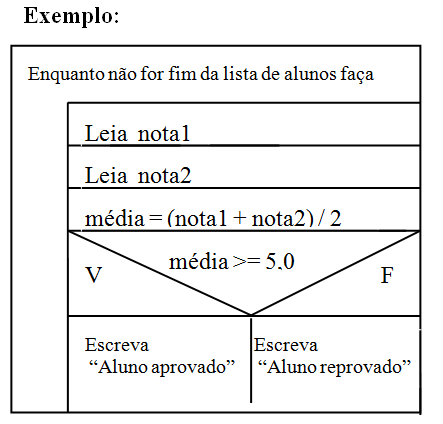 Exemplo:
Enquanto não for fim da lista de alunos faça
Leia nota1
Leia nota2
média = (nota1 + nota2) / 2
média >= 5,0
V
F
Escreva
“Aluno aprovado”
Escreva
“Aluno reprovado”